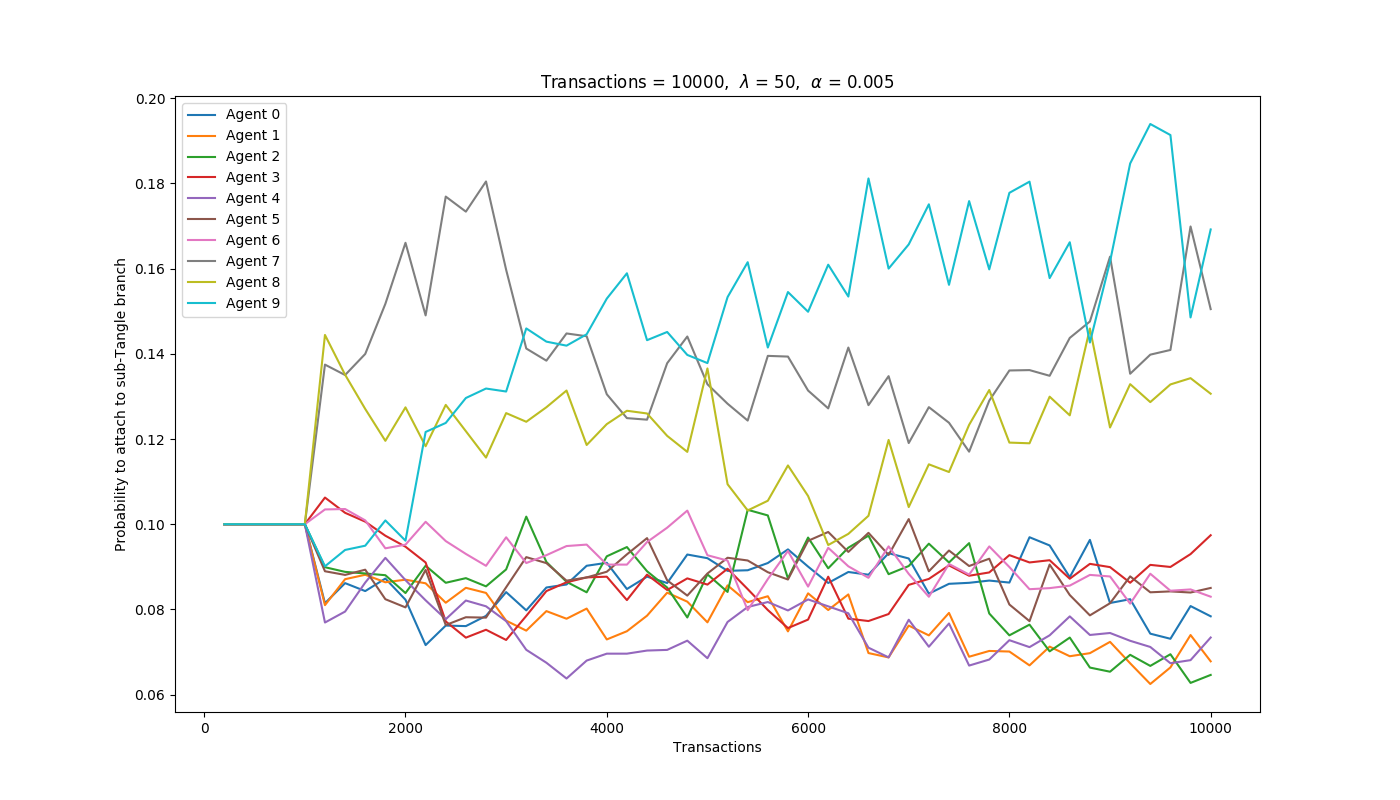 Transactions = 10000, λ = 50, α = 0.005
0.20
0.18
0.16
0.14
0.12
0.10
0.08
0.06
Probability to attach to sub-Tangle branch
Agent 0
Agent 1
Agent 2
Agent 3
Agent 4
Agent 5
Agent 6
Agent 7
Agent 8
Agent 9
0
2000
4000
6000
8000
10000
Transactions